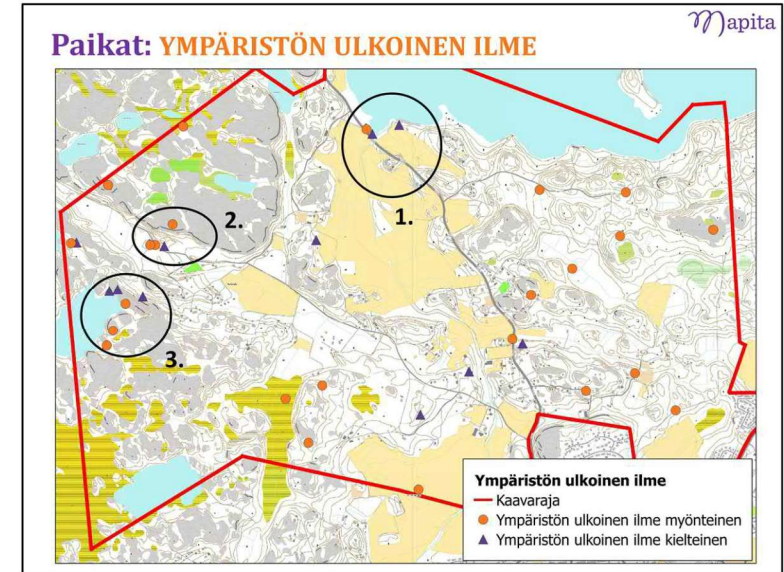 Mapita
Paikat: YMPÄRISTÖN ULKOINEN ILME
1.
2.
3.
Ympäristön ulkoinen ilme
Kaavaraja
Ympäristön ulkoinen ilme myönteinen
Ympäristön ulkoinen ilme kielteinen